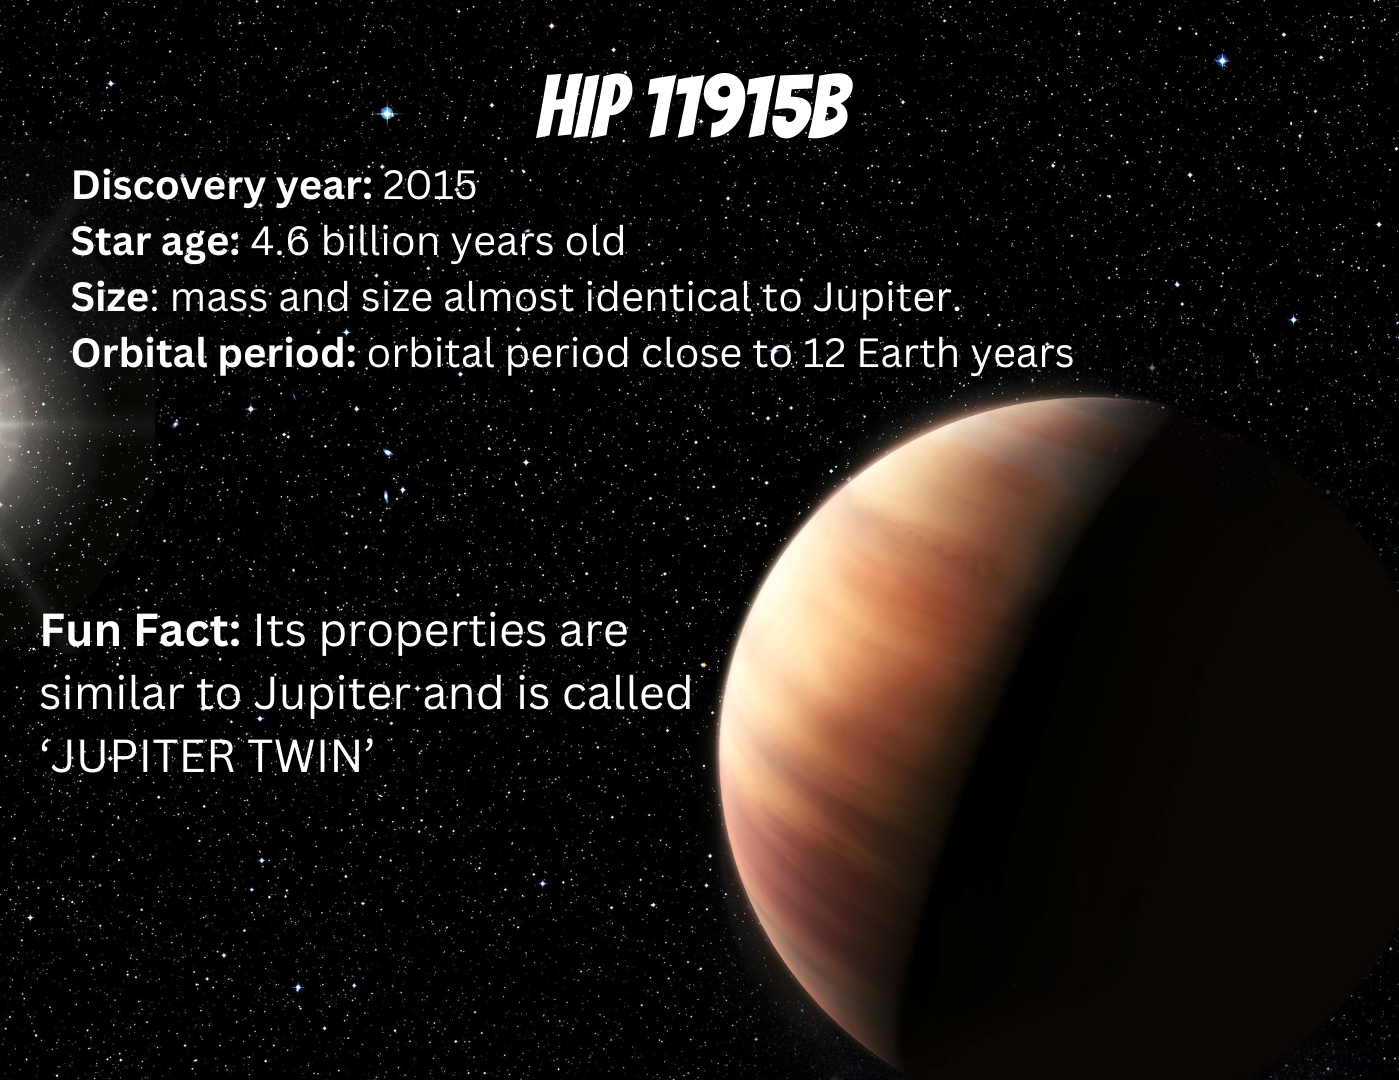 HIP 11915B
Discovery year: 2015
Star age: 4.6 billion years old
Size: mass and size almost identical to Jupiter.
Orbital period: orbital period close to 12 Earth years
Fun Fact: Its properties are
similar to Jupiter and is called
‘JUPITER TWIN’